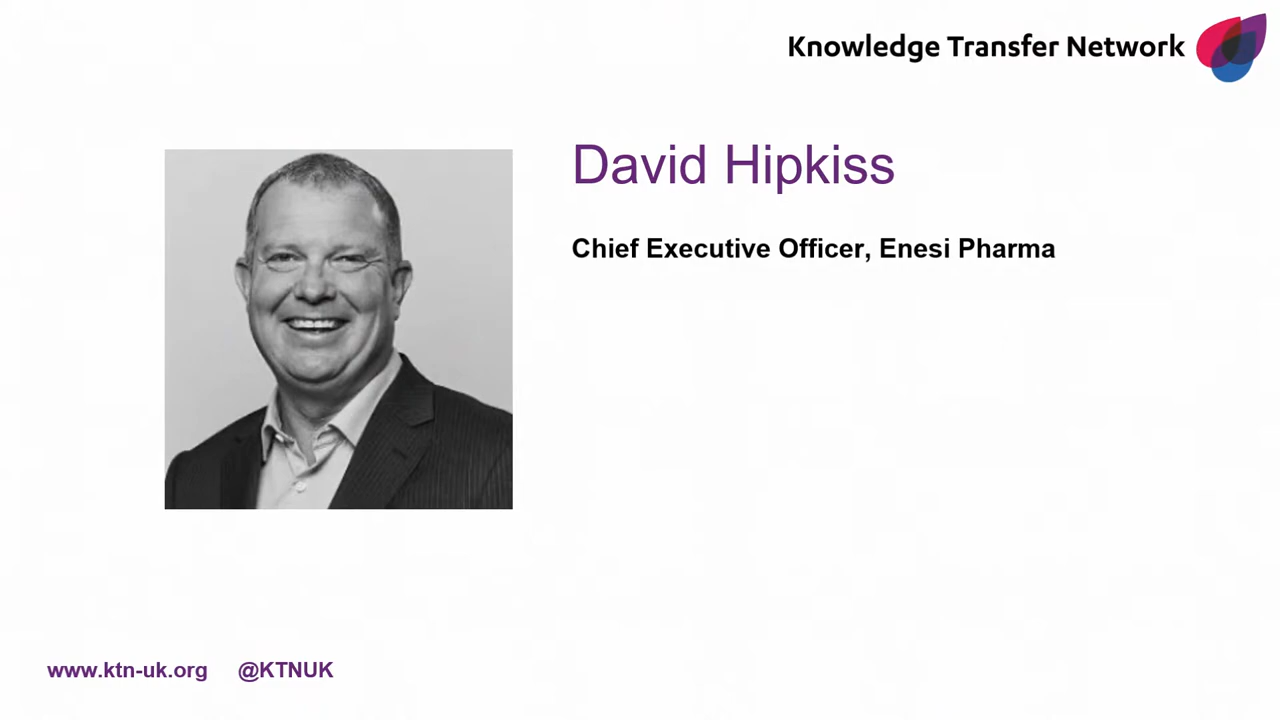 Knowledge Transfer Network
David Hipkiss
Chief Executive Officer, Enesi Pharma
www.ktn-uk.org @KTNUK